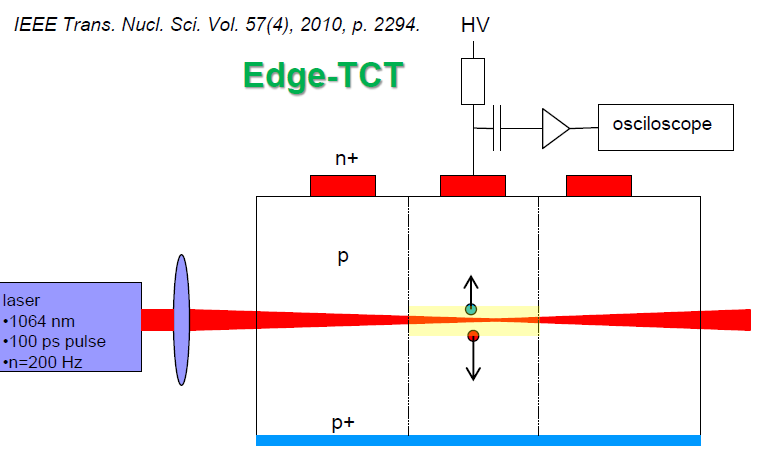 IEEE Trans. Nucl. Sci. Vol. 57(4), 2010, p. 2294.
HV
Edge-TCT
osciloscope
n+
p
laser
•1064 nm
•100 ps pulse
•n=200 Hz
p+